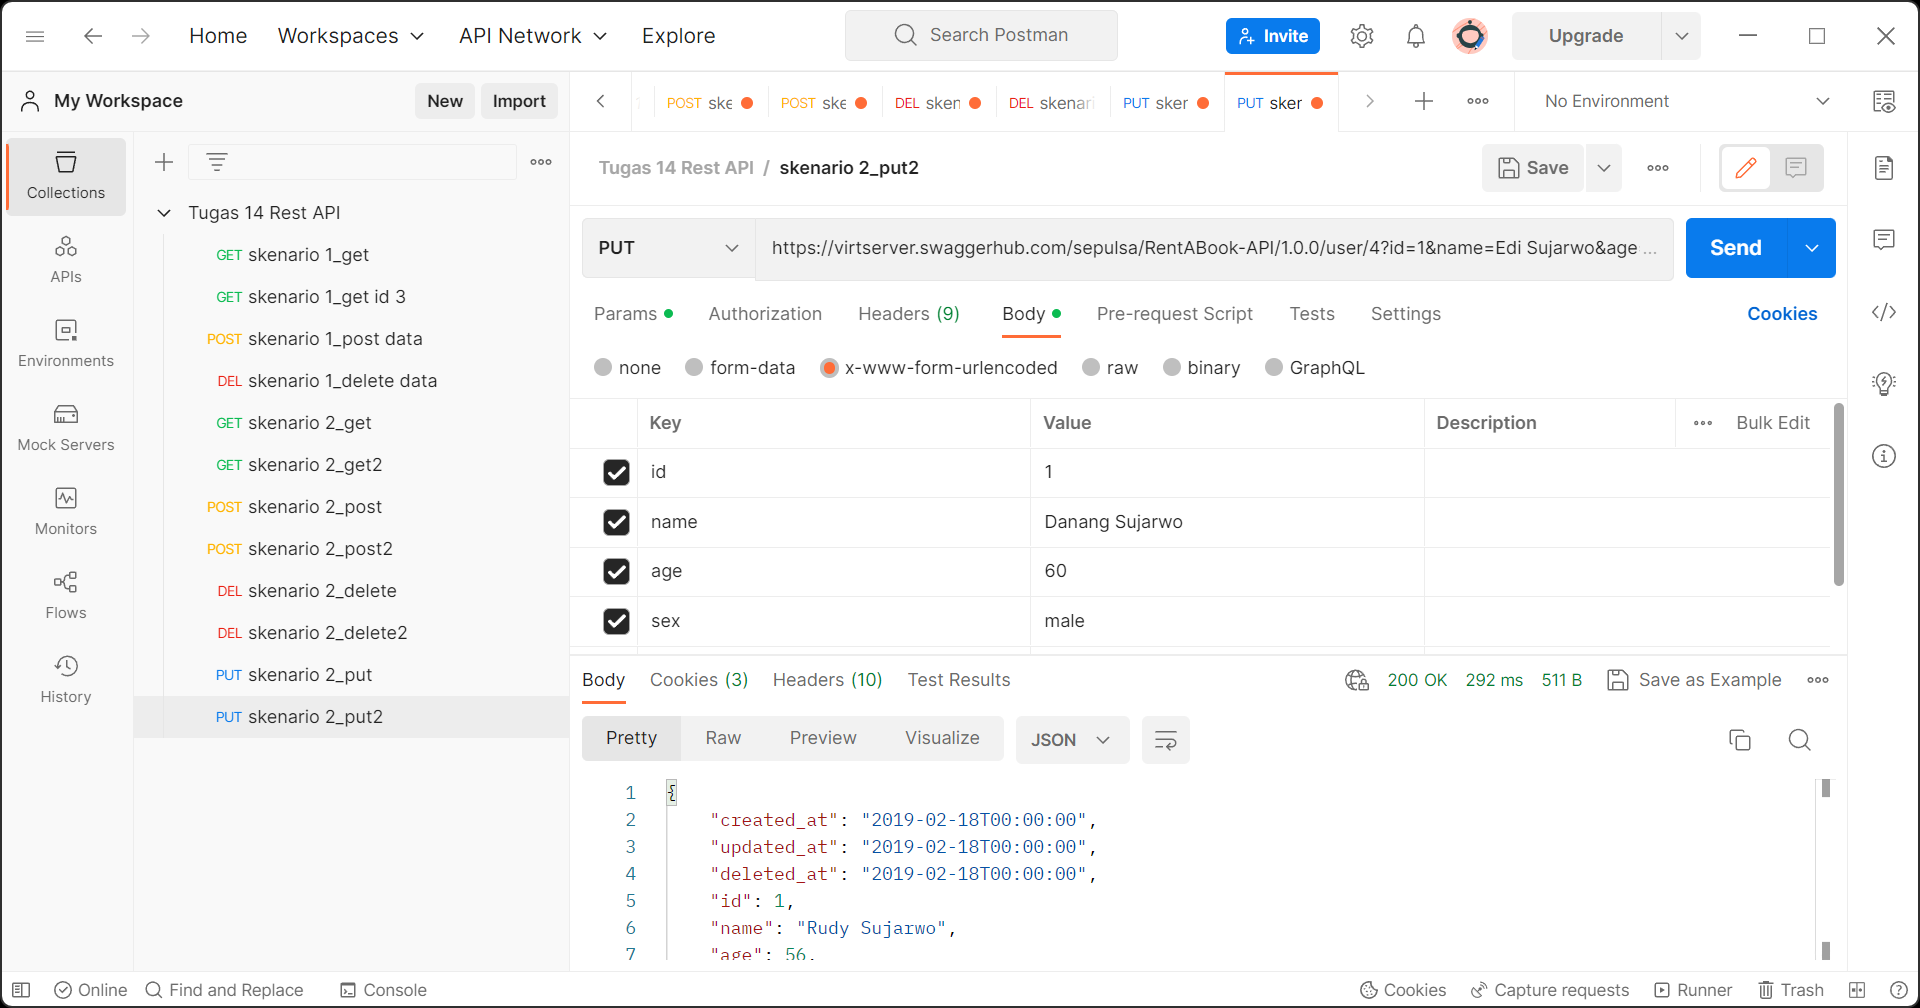 Home Workspaces API Network Explore Search Postman Invite Upgrade
My Workspace New Import
POST ske POST ske DEL sken DEL skenari PUT sker PUT sker No Environment
Collections
APIs
Environments
Mock Servers
Monitors
Flows
History
Tugas 14 Rest API
GET skenario 1_get
GET skenario 1_get id 3
POST skenario 1_post data
DEL skenario 1_delete data
GET skenario 2_get
GET skenario 2_get2
POST skenario 2_post
POST skenario 2_post2
DEL skenario 2_delete
DEL skenario 2_delete2
PUT skenario 2_put
PUT skenario 2_put2
Tugas 14 Rest API / skenario 2_put2 Save
PUT https://virtserver.swaggerhub.com/sepulsa/RentABook-API/1.0.0/user/4?id=1&name=Edi Sujarwo&age ... Send
Params Authorization Headers (9) Body Pre-request Script Tests Settings Cookies
none form-data x-www-form-urlencoded raw binary GraphQL
Key Value Description Bulk Edit
id 1
name Danang Sujarwo
age 60
sex male
Body Cookies (3) Headers (10) Test Results 200 OK 292 ms 511 B Save as Example
Pretty Raw Preview Visualize JSON
1 {
2 "created_at": "2019-02-18T00:00:00",
3 "updated_at": "2019-02-18T00:00:00",
4 "deleted_at": "2019-02-18T00:00:00",
5 "id": 1,
6 "name": "Rudy Sujarwo",
7 "age": 56,
Online Find and Replace Console Cookies Capture requests Runner Trash